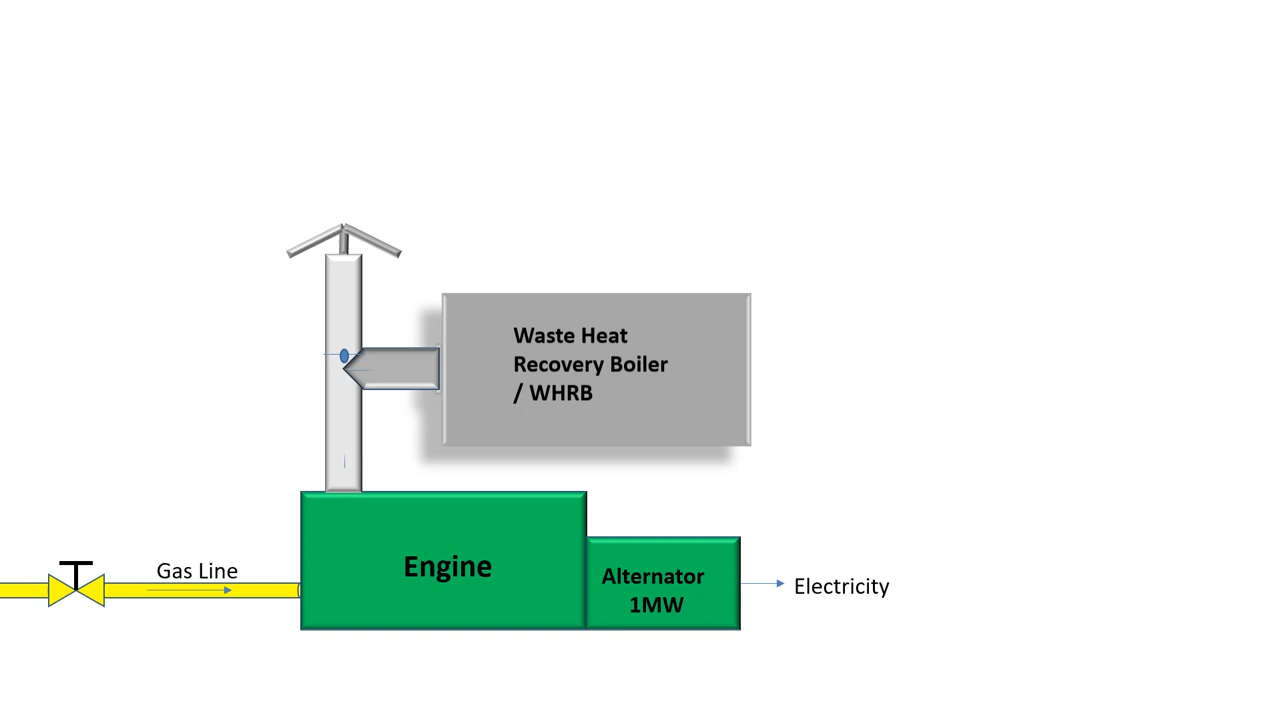 Waste Heat
Recovery Boiler
/ WHRB
Engine
Gas Line
Alternator
1MW
Electricity